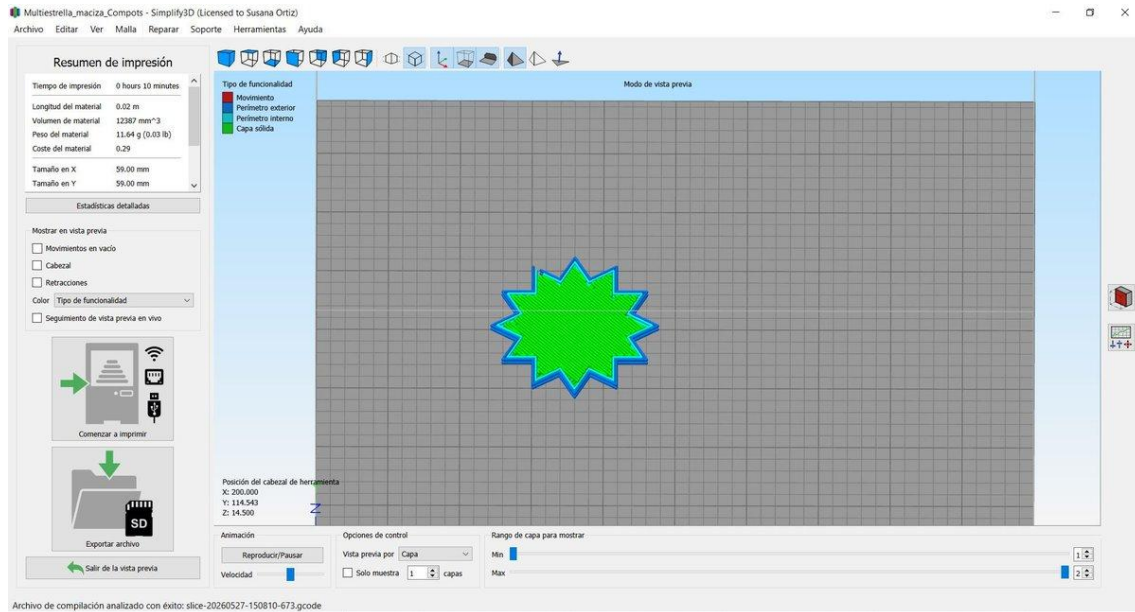 Multiestrella_maciza_Compots - Simplify3D (Licensed to Susana Ortiz)
Archivo Editar Ver Malla Reparar Soporte Herramientas Ayuda
Resumen de impresión
Tiempo de impresión 0 hours 10 minutes
Longitud del material 0.02 m
Volumen de material 12387 mm^3
Peso del material 11.64 g (0.03 lb)
Coste del material 0.29
Tamaño en X 59.00 mm
Tamaño en Y 59.00 mm
Estadísticas detalladas
Mostrar en vista previa
Movimientos en vacío
Cabezal
Retracciones
Color Tipo de funcionalidad
Seguimiento de vista previa en vivo
Comenzar a imprimir
SD
Exportar archivo
Salir de la vista previa
Tipo de funcionalidad
Movimiento
Perímetro exterior
Perímetro interno
Capa sólida
Modo de vista previa
Posición del cabezal de herramienta
X: 200.000
Y: 114.543
Z: 14.500
Z
Animación
Reproducir/Pausar
Velocidad
Opciones de control
Vista previa por Capa
Solo muestra 1 capas
Rango de capa para mostrar
Min 1
Max 2
Archivo de compilación analizado con éxito: slice-20260527-150810-673.gcode